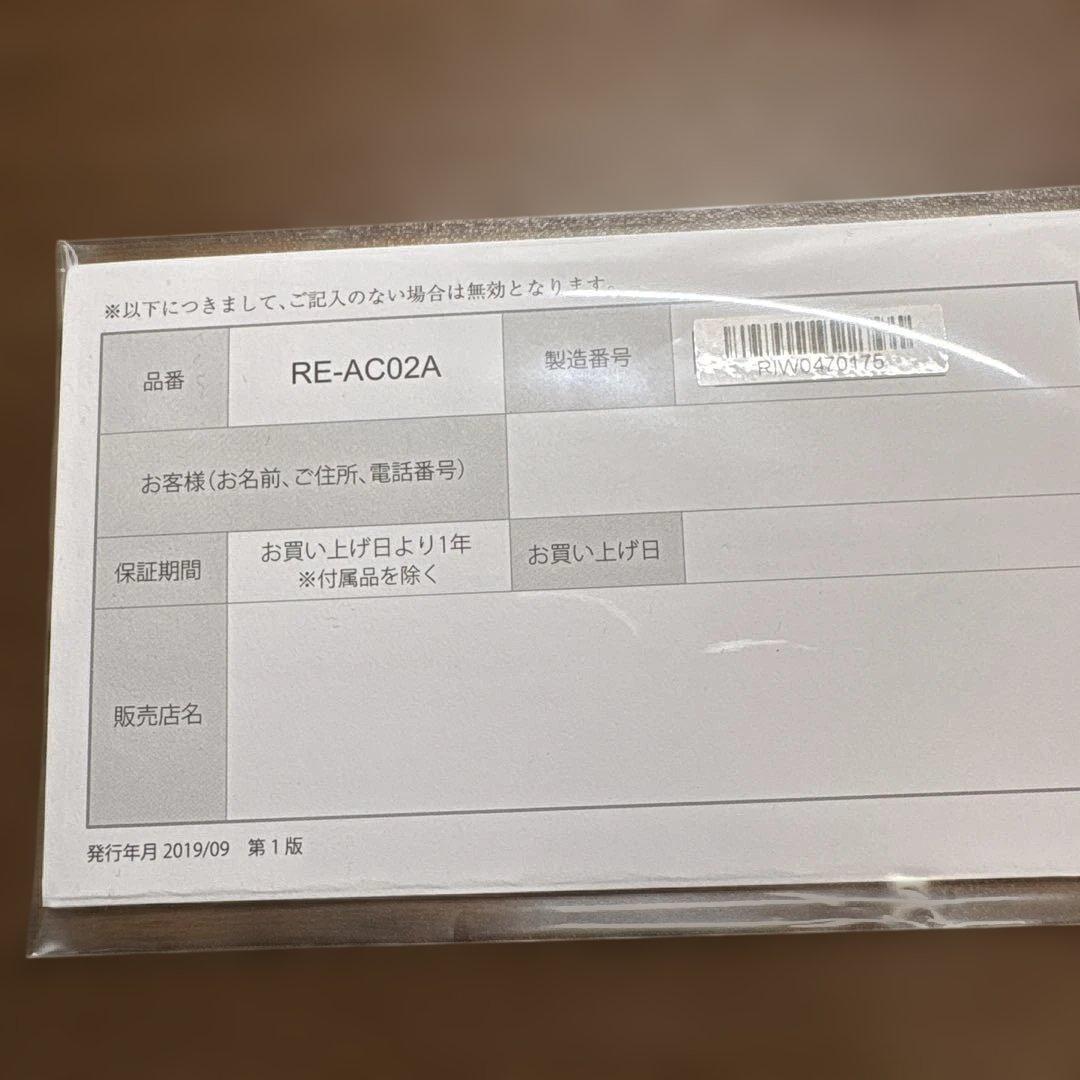 ※以下につきまして、ご記入のない場合は無効となります。
品番
RE-AC02A
製造番号
RIW0470175
お客様(お名前、ご住所、電話番号)
保証期間
お買い上げ日より1年
※付属品を除く
お買い上げ日
販売店名
発行年月 2019/09 第1版